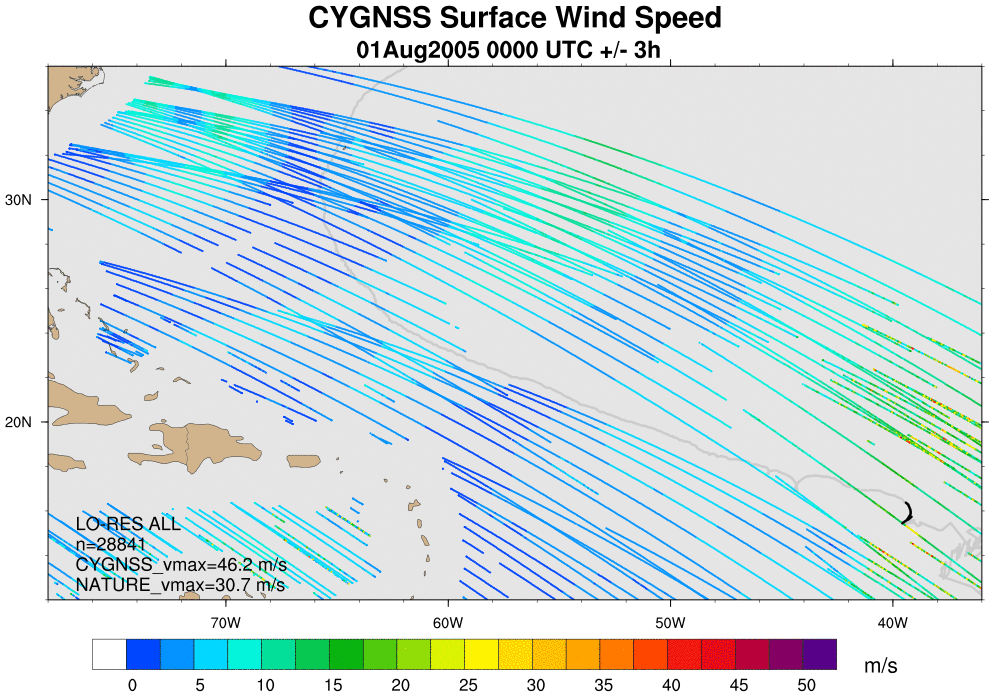 CYGNSS Surface Wind Speed
01Aug2005 0000 UTC +/- 3h
30N
20N
LO-RES ALL
n=28841
CYGNSS_vmax=46.2 m/s
NATURE_vmax=30.7 m/s
70W 60W 50W 40W
0 5 10 15 20 25 30 35 40 45 50 m/s